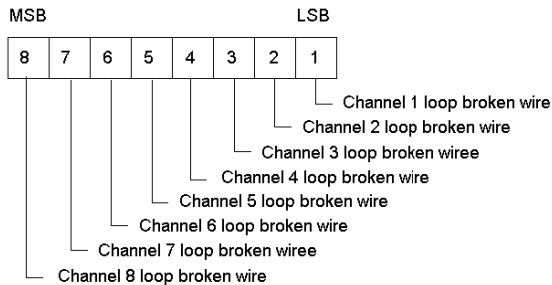 MSB LSB
8 7 6 5 4 3 2 1
Channel 1 loop broken wire
Channel 2 loop broken wire
Channel 3 loop broken wiree
Channel 4 loop broken wire
Channel 5 loop broken wire
Channel 6 loop broken wire
Channel 7 loop broken wiree
Channel 8 loop broken wire